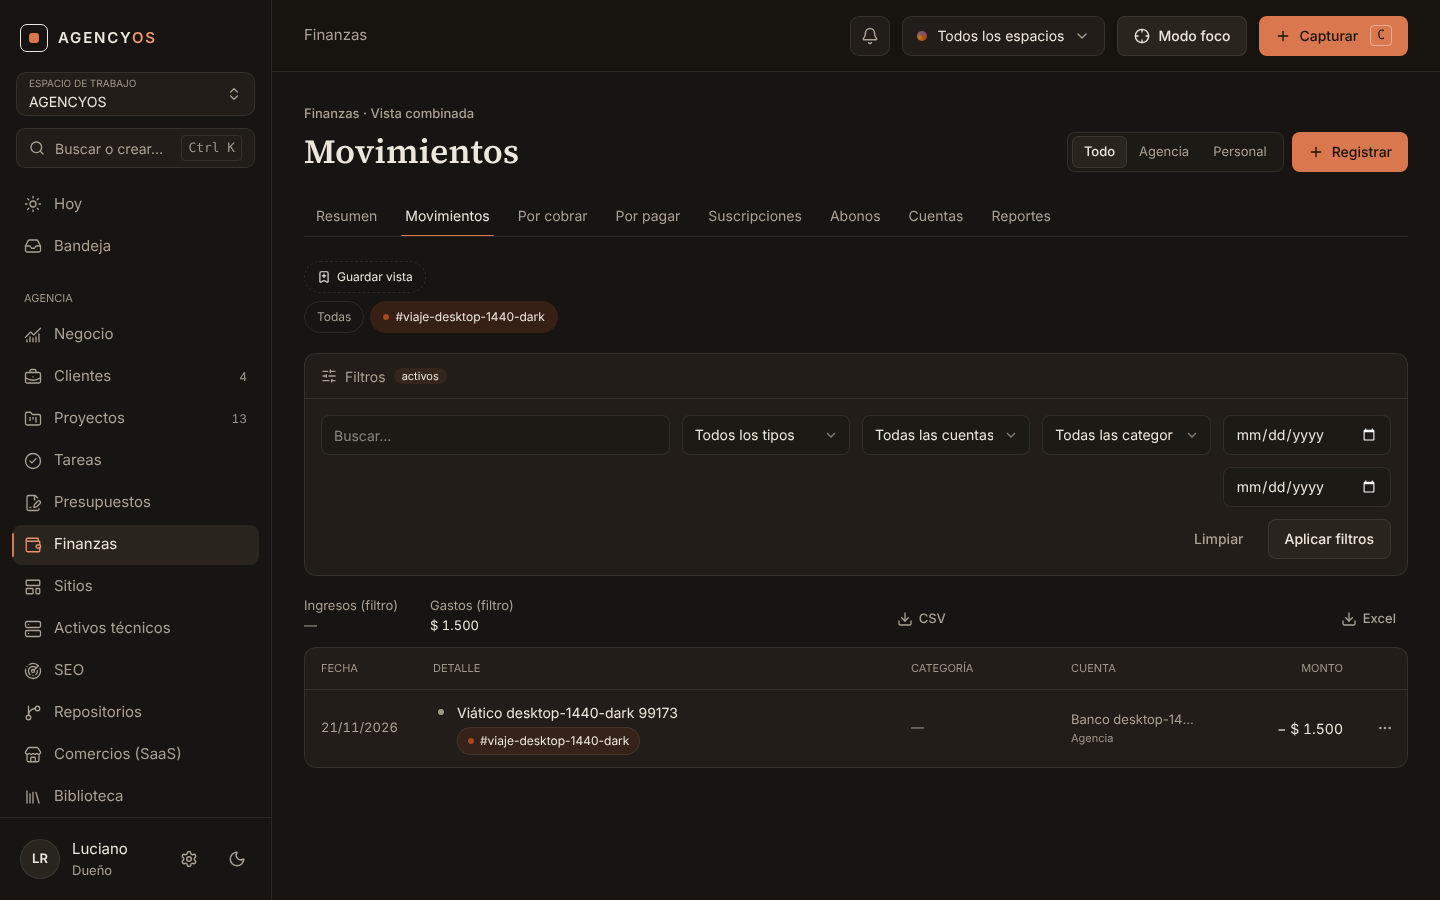 AGENCYOS
ESPACIO DE TRABAJO
AGENCYOS
Buscar o crear... Ctrl K
Hoy
Bandeja
AGENCIA
Negocio
Clientes 4
Proyectos 13
Tareas
Presupuestos
Finanzas
Sitios
Activos técnicos
SEO
Repositorios
Comercios (SaaS)
Biblioteca
LR Luciano
Dueño
Finanzas
Todos los espacios
Modo foco
Capturar C
Finanzas · Vista combinada
Movimientos
Todo Agencia Personal
Registrar
Resumen Movimientos Por cobrar Por pagar Suscripciones Abonos Cuentas Reportes
Guardar vista
Todas #viaje-desktop-1440-dark
Filtros activos
Buscar... Todos los tipos Todas las cuentas Todas las categor mm/dd/yyyy
mm/dd/yyyy
Limpiar Aplicar filtros
Ingresos (filtro) Gastos (filtro)
— $ 1.500
CSV Excel
FECHA DETALLE CATEGORÍA CUENTA MONTO
21/11/2026 Viático desktop-1440-dark 99173 — Banco desktop-14... − $ 1.500 ...
#viaje-desktop-1440-dark Agencia